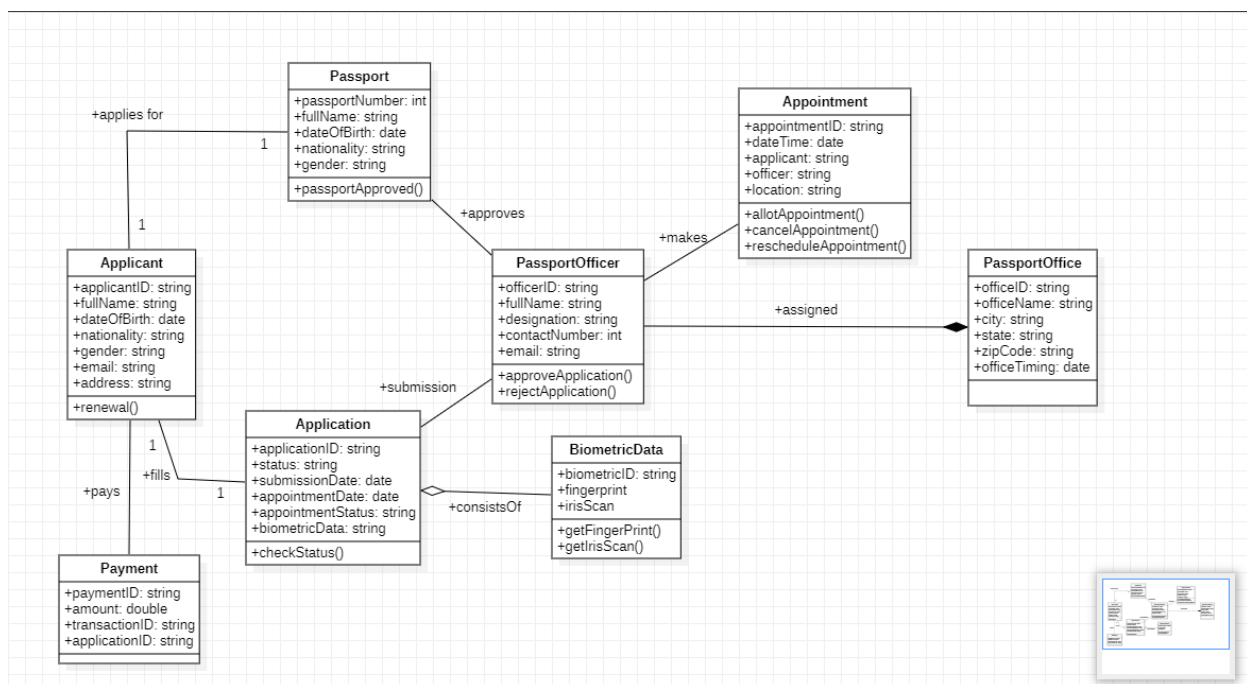 Passport
+passportNumber: int
+fullName: string
+dateOfBirth: date
+nationality: string
+gender: string
+passportApproved()
+applies for
1
1
Appointment
+appointmentID: string
+dateTime: date
+applicant: string
+officer: string
+location: string
+allotAppointment()
+cancelAppointment()
+rescheduleAppointment()
+approves
+makes
Applicant
+applicantID: string
+fullName: string
+dateOfBirth: date
+nationality: string
+gender: string
+email: string
+address: string
+renewal()
PassportOfficer
+officerID: string
+fullName: string
+designation: string
+contactNumber: int
+email: string
+approveApplication()
+rejectApplication()
+assigned
PassportOffice
+officeID: string
+officeName: string
+city: string
+state: string
+zipCode: string
+officeTiming: date
+submission
Application
+applicationID: string
+status: string
+submissionDate: date
+appointmentDate: date
+appointmentStatus: string
+biometricData: string
+checkStatus()
1
+fills
1
+pays
+consistsOf
BiometricData
+biometricID: string
+fingerprint
+irisScan
+getFingerPrint()
+getIrisScan()
Payment
+paymentID: string
+amount: double
+transactionID: string
+applicationID: string